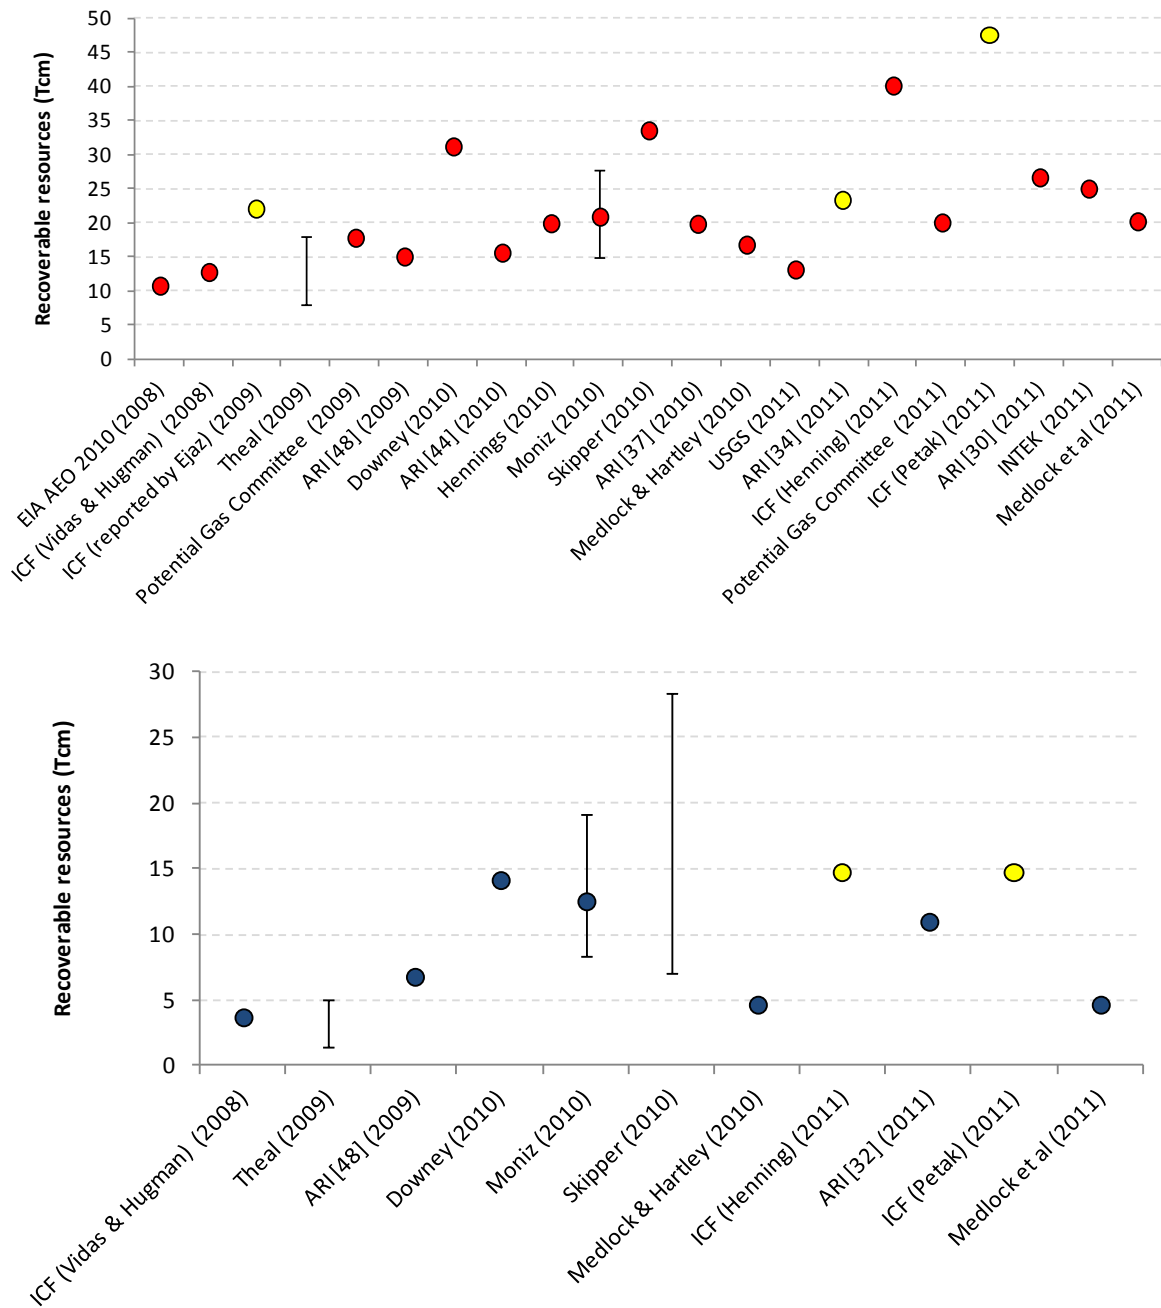 Recoverable resources (Tcm)
50
45
40
35
30
25
20
15
10
5
0
EIA AEO 2010 (2008)
ICF (Vidas & Hugman) (2008)
ICF (reported by Ejaz) (2009)
Theal (2009)
Potential Gas Committee (2009)
ARI [48] (2009)
Downey (2010)
ARI [44] (2010)
Hennings (2010)
Moniz (2010)
Skipper (2010)
ARI [37] (2010)
Medlock & Hartley (2010)
USGS (2011)
ARI [34] (2011)
ICF (Henning) (2011)
Potential Gas Committee (2011)
ICF (Petak) (2011)
ARI [30] (2011)
INTEK (2011)
Medlock et al (2011)
Recoverable resources (Tcm)
30
25
20
15
10
5
0
ICF (Vidas & Hugman) (2008)
Theal (2009)
ARI [48] (2009)
Downey (2010)
Moniz (2010)
Skipper (2010)
Medlock & Hartley (2010)
ICF (Henning) (2011)
ARI [32] (2011)
ICF (Petak) (2011)
Medlock et al (2011)